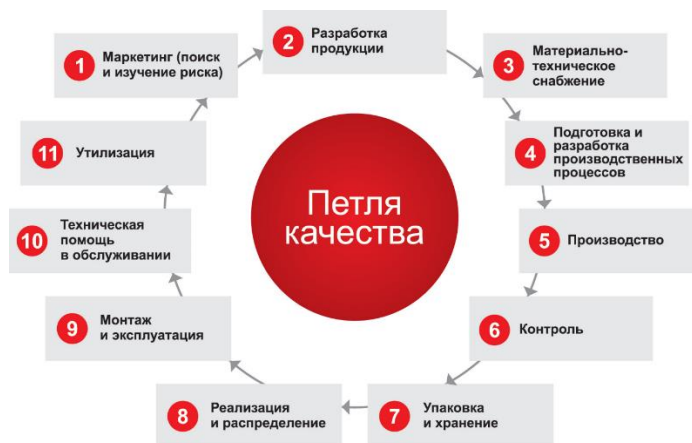 1
Маркетинг (поиск
и изучение риска)
2
Разработка
продукции
3
Материально-
техническое
снабжение
4
Подготовка и
разработка
производственных
процессов
5
Производство
6
Контроль
7
Упаковка
и хранение
8
Реализация
и распределение
9
Монтаж
и эксплуатация
10
Техническая
помощь
в обслуживании
11
Утилизация
Петля
качества